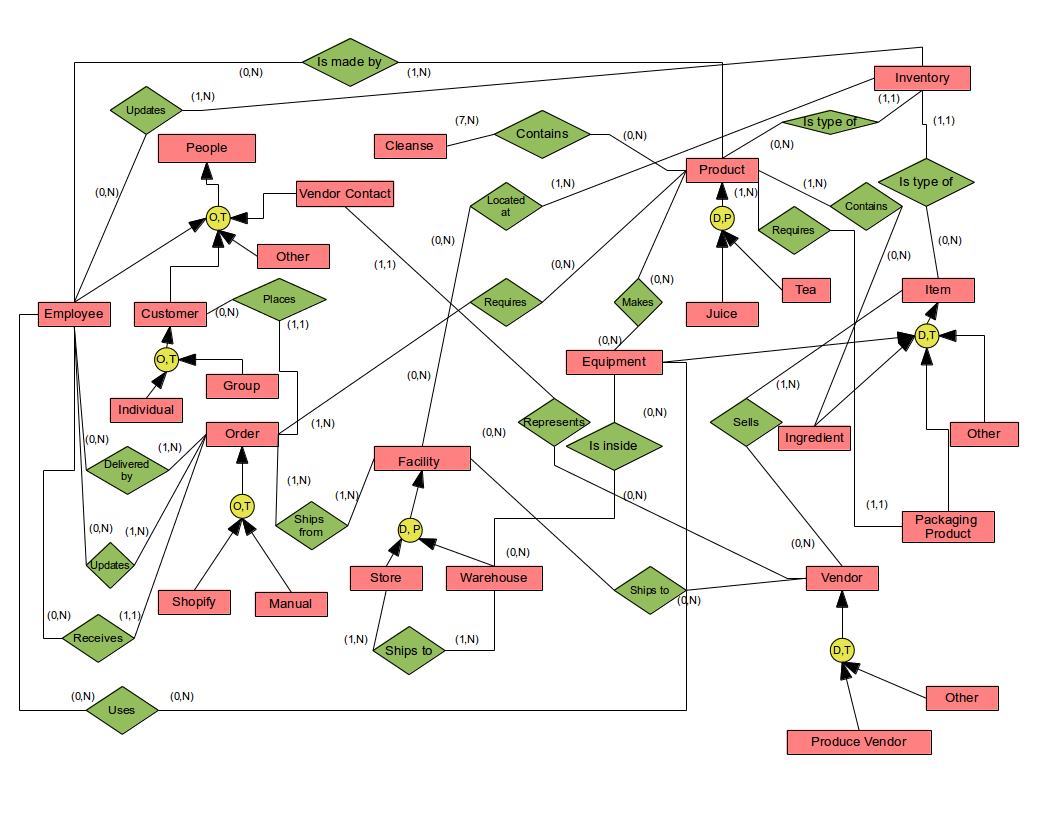 Is made by
(0,N)
(1,N)
Inventory
(1,N)
(1,1)
Updates
(7,N)
Is type of
(1,1)
Contains
(0,N)
People
Cleanse
(0,N)
Product
(0,N)
Vendor Contact
(1,N)
(1,N)
(1,N)
Is type of
Located
at
Contains
O,T
D,P
Requires
(0,N)
(0,N)
Other
(1,1)
(0,N)
(0,N)
(0,N)
Places
Tea
Item
Employee
Customer
(0,N)
Requires
Makes
Juice
(1,1)
(0,N)
D,T
O,T
Equipment
Group
(0,N)
(1,N)
Individual
(0,N)
(1,N)
Represents
Sells
Order
(0,N)
Ingredient
Other
(0,N)
(1,N)
Is inside
Delivered
by
Facility
(1,N)
(1,N)
(0,N)
O,T
(1,1)
Ships
from
Packaging
Product
(0,N)
(1,N)
D, P
(0,N)
(0,N)
Updates
Store
Warehouse
Vendor
Shopify
Manual
Ships to
(0,N)
(0,N)
(1,1)
Receives
(1,N)
(1,N)
Ships to
D,T
(0,N)
(0,N)
Uses
Other
Produce Vendor